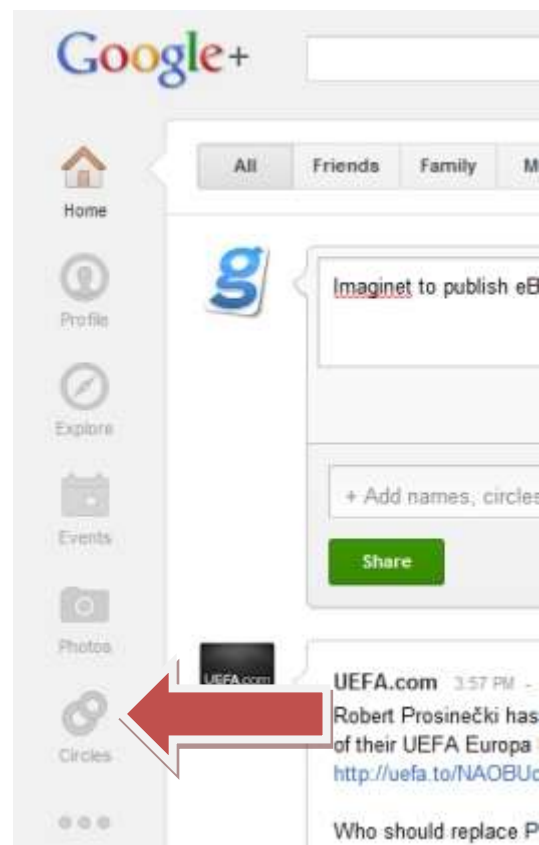 Google+
All Friends Family M
Home
Imaginet to publish eB
Profile
Explore
+ Add names, circles
Events
Share
Photos
UEFA.com
UEFA.com 3:57 PM -
Robert Prosinečki has
of their UEFA Europa
http://uefa.to/NAOBUc
Circles
Who should replace P